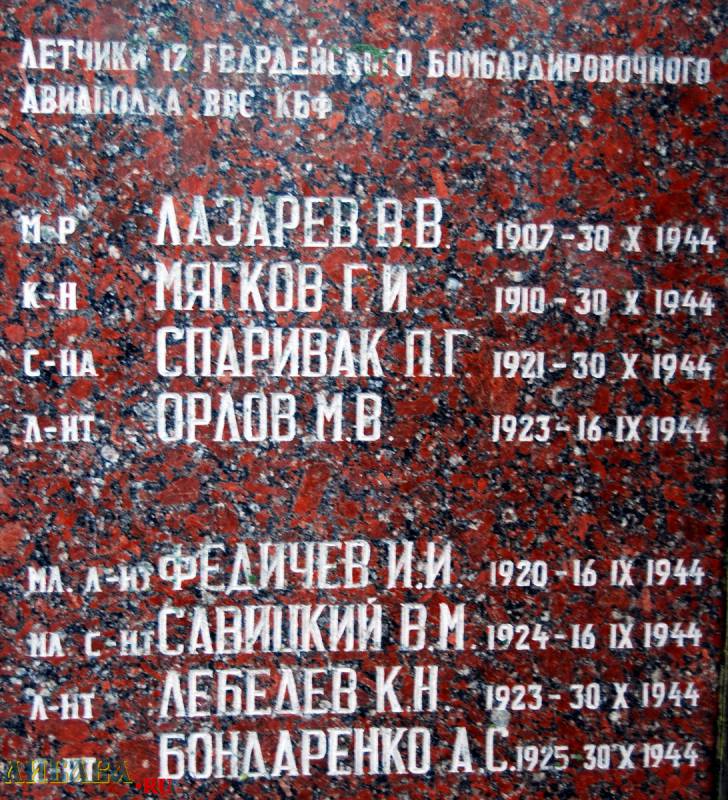 ЛЕТЧИКИ 12 ГВАРДЕЙСКОГО БОМБАРДИРОВОЧНОГО
АВИАПОЛКА ВВС КБФ
М-Р ЛАЗАРЕВ В.В. 1907-30 X 1944
К-Н МЯГКОВ Г.И. 1910-30 X 1944
С-НА СПАРИВАК П.Г 1921-30 X 1944
Л-НТ ОРЛОВ М.В. 1923-16 IX 1944
МЛ. Л-НТ ФЕДИЧЕВ И.И. 1920-16 IX 1944
МЛ С-НТ САВИЦКИЙ В.М. 1924-16 IX 1944
Л-НТ ЛЕБЕДЕВ К.Н. 1923-30 X 1944
БОНДАРЕНКО А.С. 1925-30 X 1944